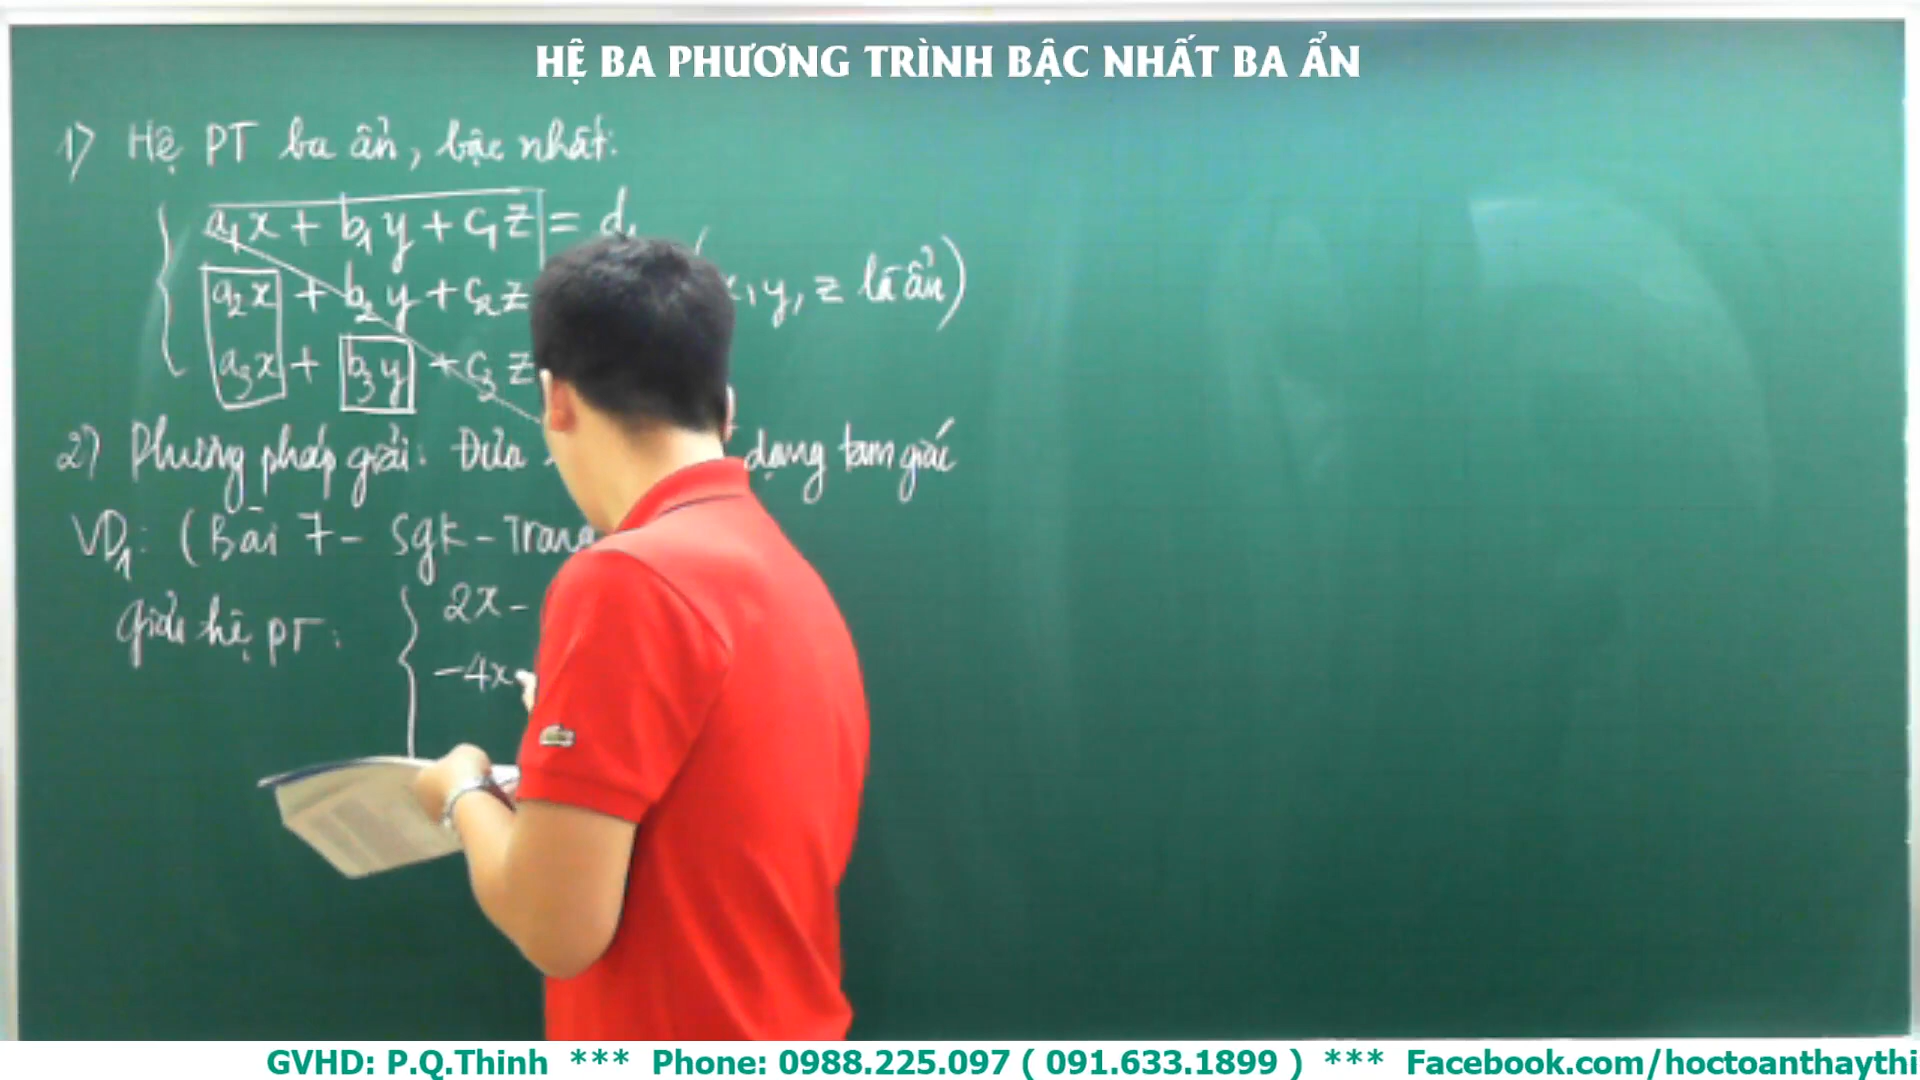 HỆ BA PHƯƠNG TRÌNH BẬC NHẤT BA ẨN
1) Hệ PT ba ẩn, bậc nhất:
a₁x + b₁y + c₁z = d₁
a₂x + b₂y + c₂z
x, y, z là ẩn)
a₃x + b₃y + c₃z
2) Phương pháp giải: Đưa dạng tam giác
VD₁: (Bài 7 - SgK - Trang
Giải hệ PT:
2x -
-4x
GVHD: P.Q.Thinh *** Phone: 0988.225.097 ( 091.633.1899 ) *** Facebook.com/hoctoanthaythi